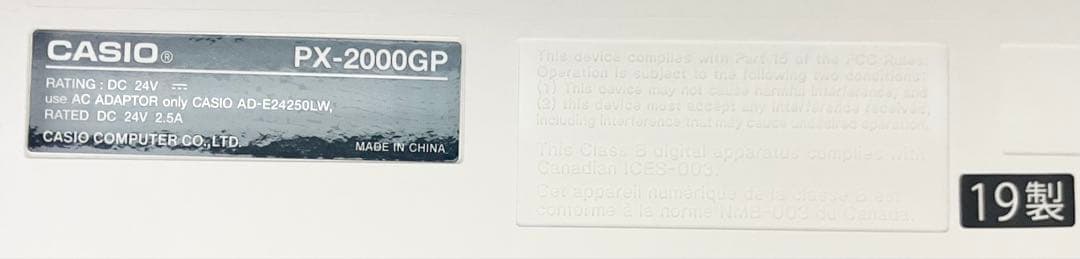 CASIO®
PX-2000GP
RATING : DC 24V ⎓
use AC ADAPTOR only CASIO AD-E24250LW,
RATED DC 24V 2.5A
CASIO COMPUTER CO.,LTD.
MADE IN CHINA
This device complies with Part 15 of the FCC Rules.
Operation is subject to the following two conditions:
(1) This device may not cause harmful interference, and
(2) this device must accept any interference received,
including interference that may cause undesired operation.
This Class B digital apparatus complies with
Canadian ICES-003.
Cet appareil numérique de la classe B est
conforme à la norme NMB-003 du Canada.
19製